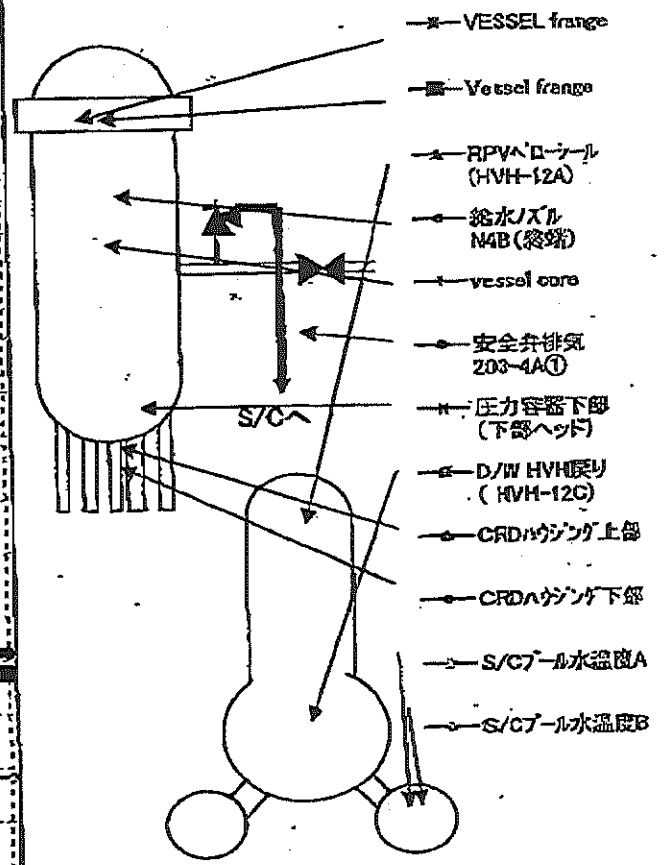 VESSEL frange
Vessel frange
RPVベローシール
(HVH-12A)
給水ノズル
N4B(終端)
vessel core
安全弁排気
203-4A①
S/Cへ
圧力容器下部
(下部ヘッド)
D/W HVH戻り
( HVH-12C)
CRDハウジング上部
CRDハウジング下部
S/Cプール水温度A
S/Cプール水温度B